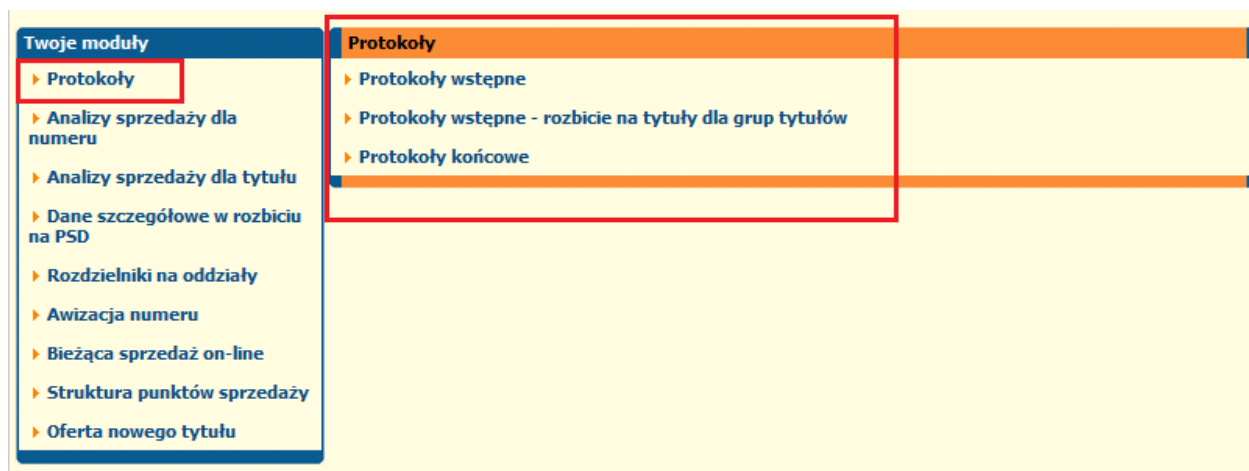 Twoje moduły
Protokoły
Analizy sprzedaży dla
numeru
Analizy sprzedaży dla tytułu
Dane szczegółowe w rozbiciu
na PSD
Rozdzielniki na oddziały
Awizacja numeru
Bieżąca sprzedaż on-line
Struktura punktów sprzedaży
Oferta nowego tytułu
Protokoły
Protokoły wstępne
Protokoły wstępne - rozbicie na tytuły dla grup tytułów
Protokoły końcowe